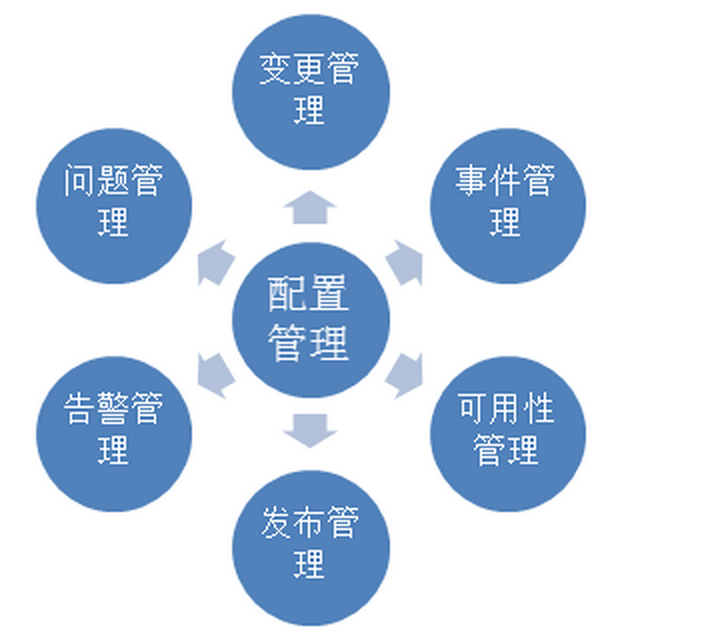 变更管
理
问题管
理
事件管
理
配置
管理
告警管
理
可用性
管理
发布管
理